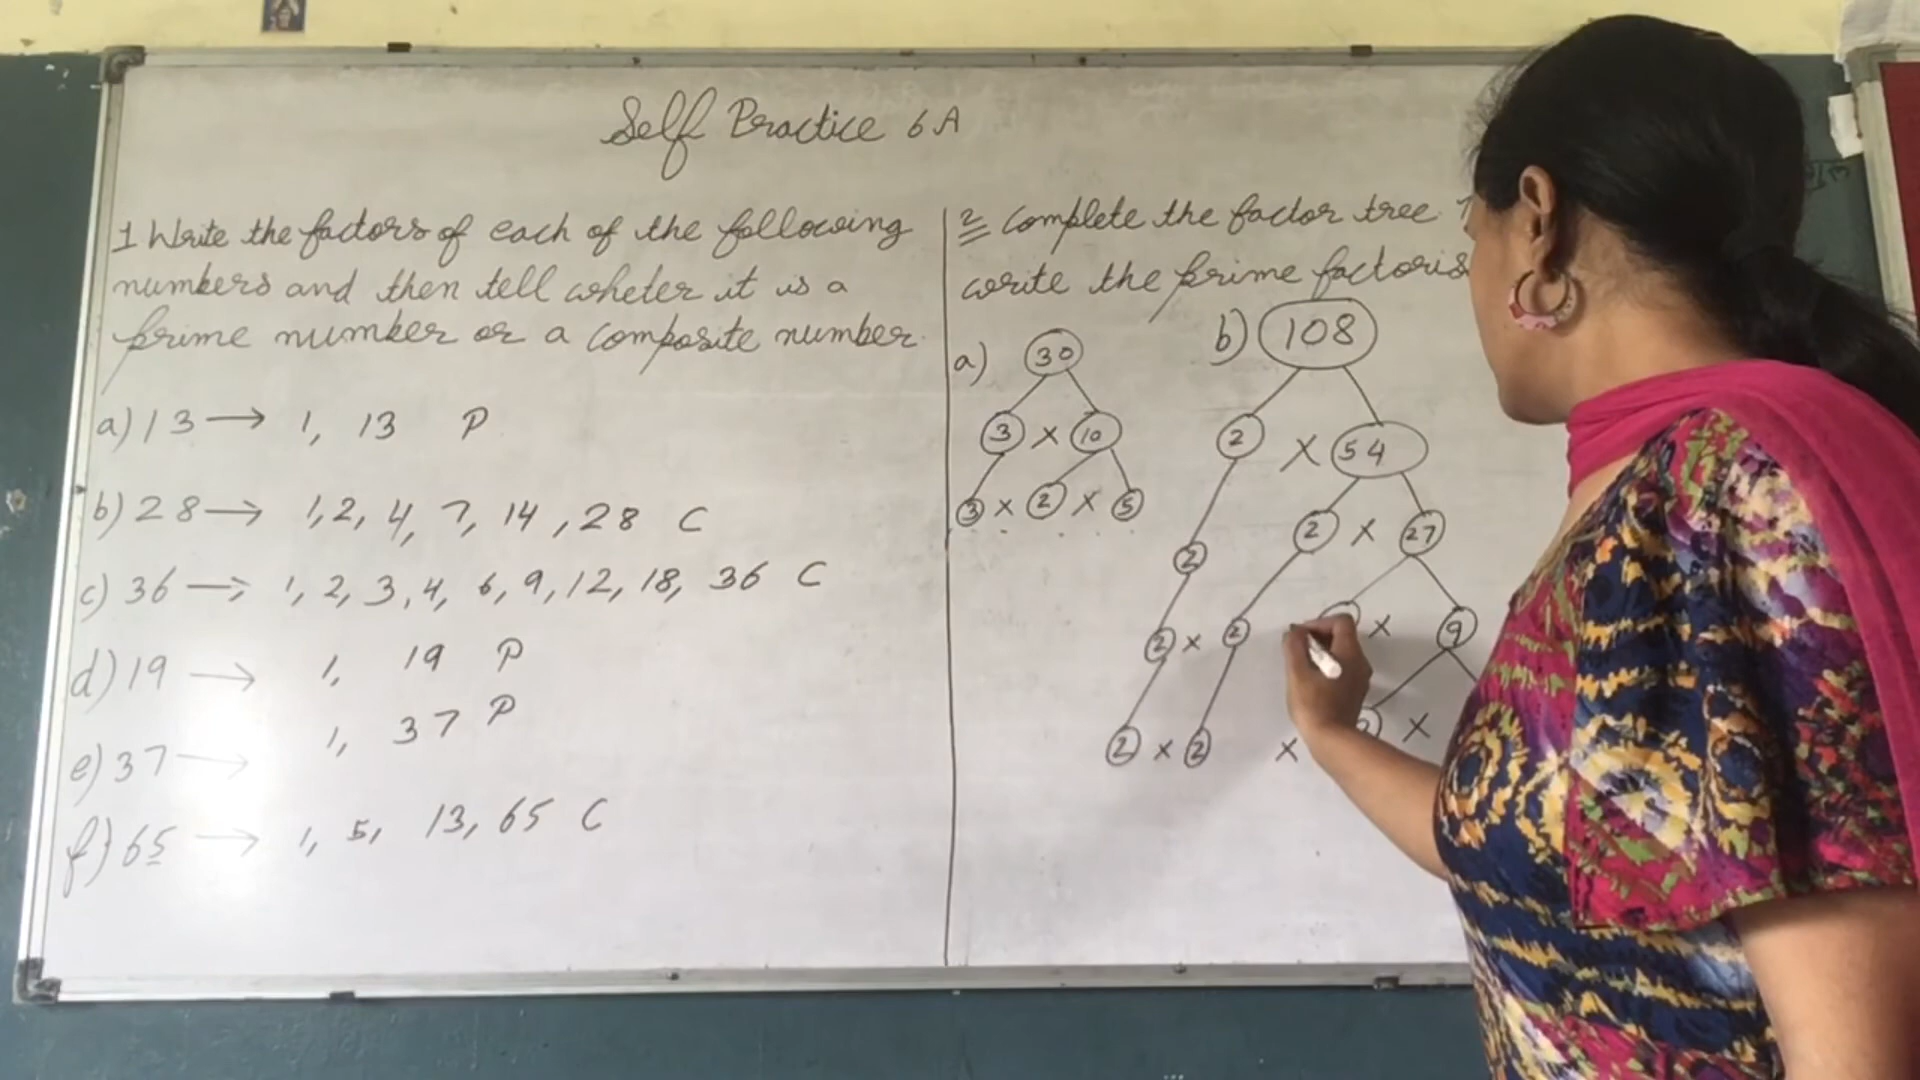 Self Practice 6A
1 Write the factors of each of the following
numbers and then tell wheter it is a
prime number or a composite number.
a) 13 → 1, 13 P
b) 28 → 1, 2, 4, 7, 14, 28 C
c) 36 → 1, 2, 3, 4, 6, 9, 12, 18, 36 C
d) 19 → 1, 19 P
e) 37 → 1, 37 P
f) 65 → 1, 5, 13, 65 C
2 Complete the factor tree
write the prime factoris
a) 30
3 × 10
3 × 2 × 5
b) 108
2 × 54
2 × 27
2
2 × 2 × 9
2 × 2 × ×